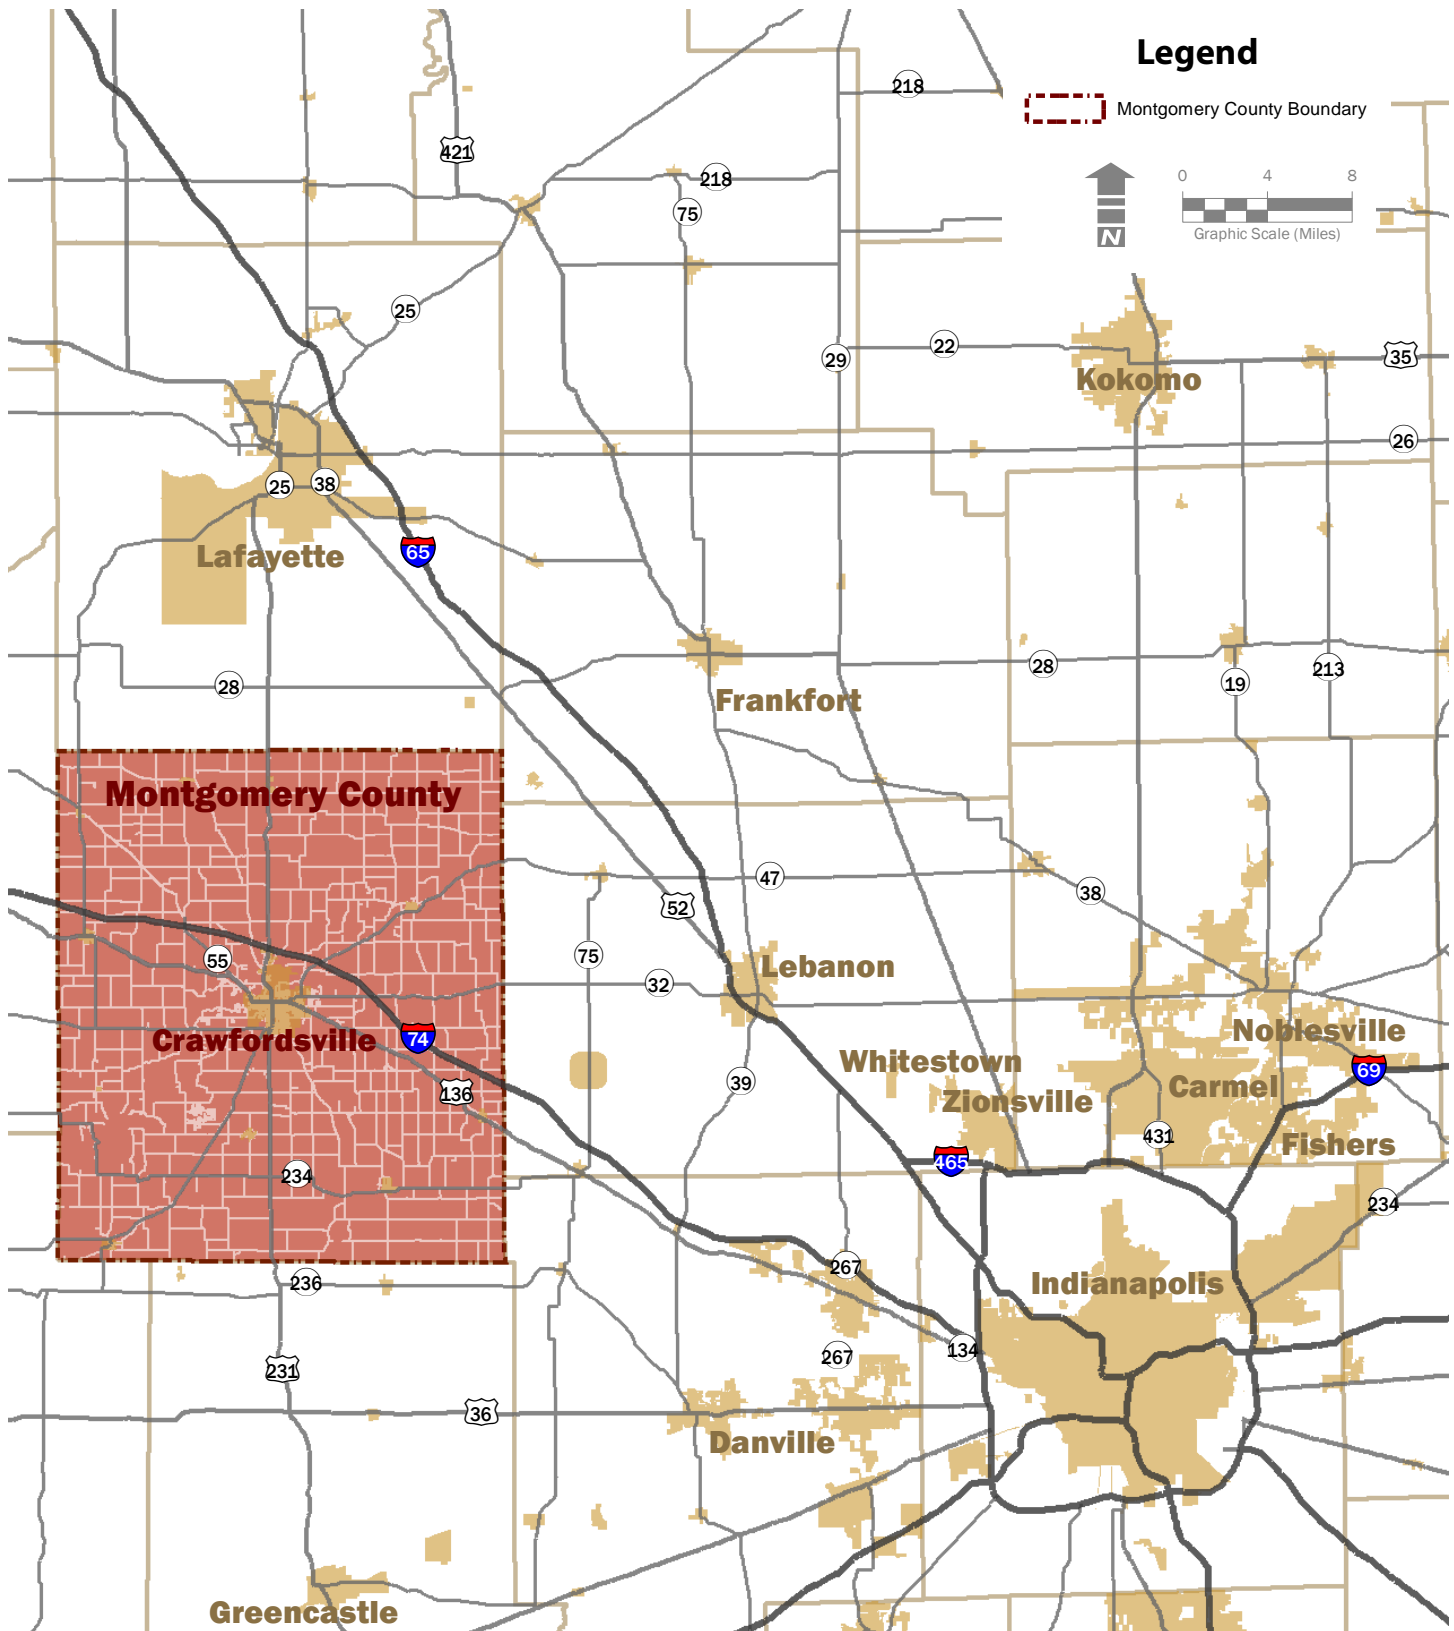 Legend
218
Montgomery County Boundary
421
0 4 8
218
75
N
Graphic Scale (Miles)
25
29
22
35
Kokomo
26
25
38
Lafayette
65
28
28
19
213
Frankfort
Montgomery County
47
38
52
55
75
Lebanon
32
Noblesville
Crawfordsville
74
Whitestown
69
39
136
Zionsville
Carmel
431
Fishers
465
234
234
267
236
Indianapolis
134
267
231
36
Danville
Greencastle